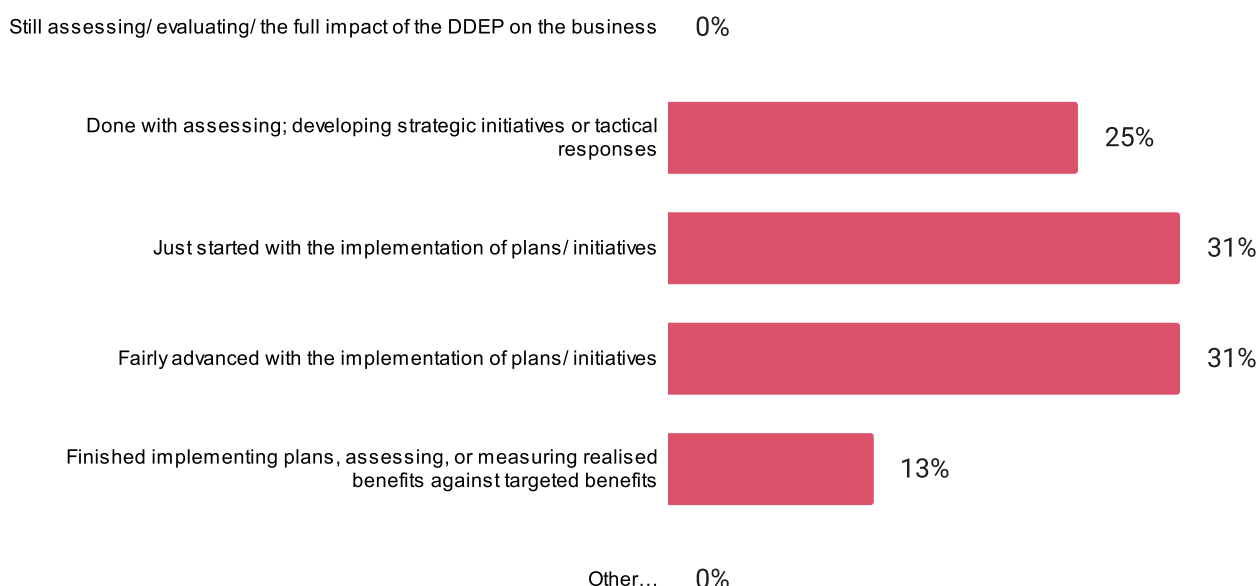 Still assessing/ evaluating/ the full impact of the DDEP on the business 0%
Done with assessing; developing strategic initiatives or tactical
responses
25%
Just started with the implementation of plans/ initiatives 31%
Fairly advanced with the implementation of plans/ initiatives 31%
Finished implementing plans, assessing, or measuring realised
benefits against targeted benefits
13%
Other... 0%